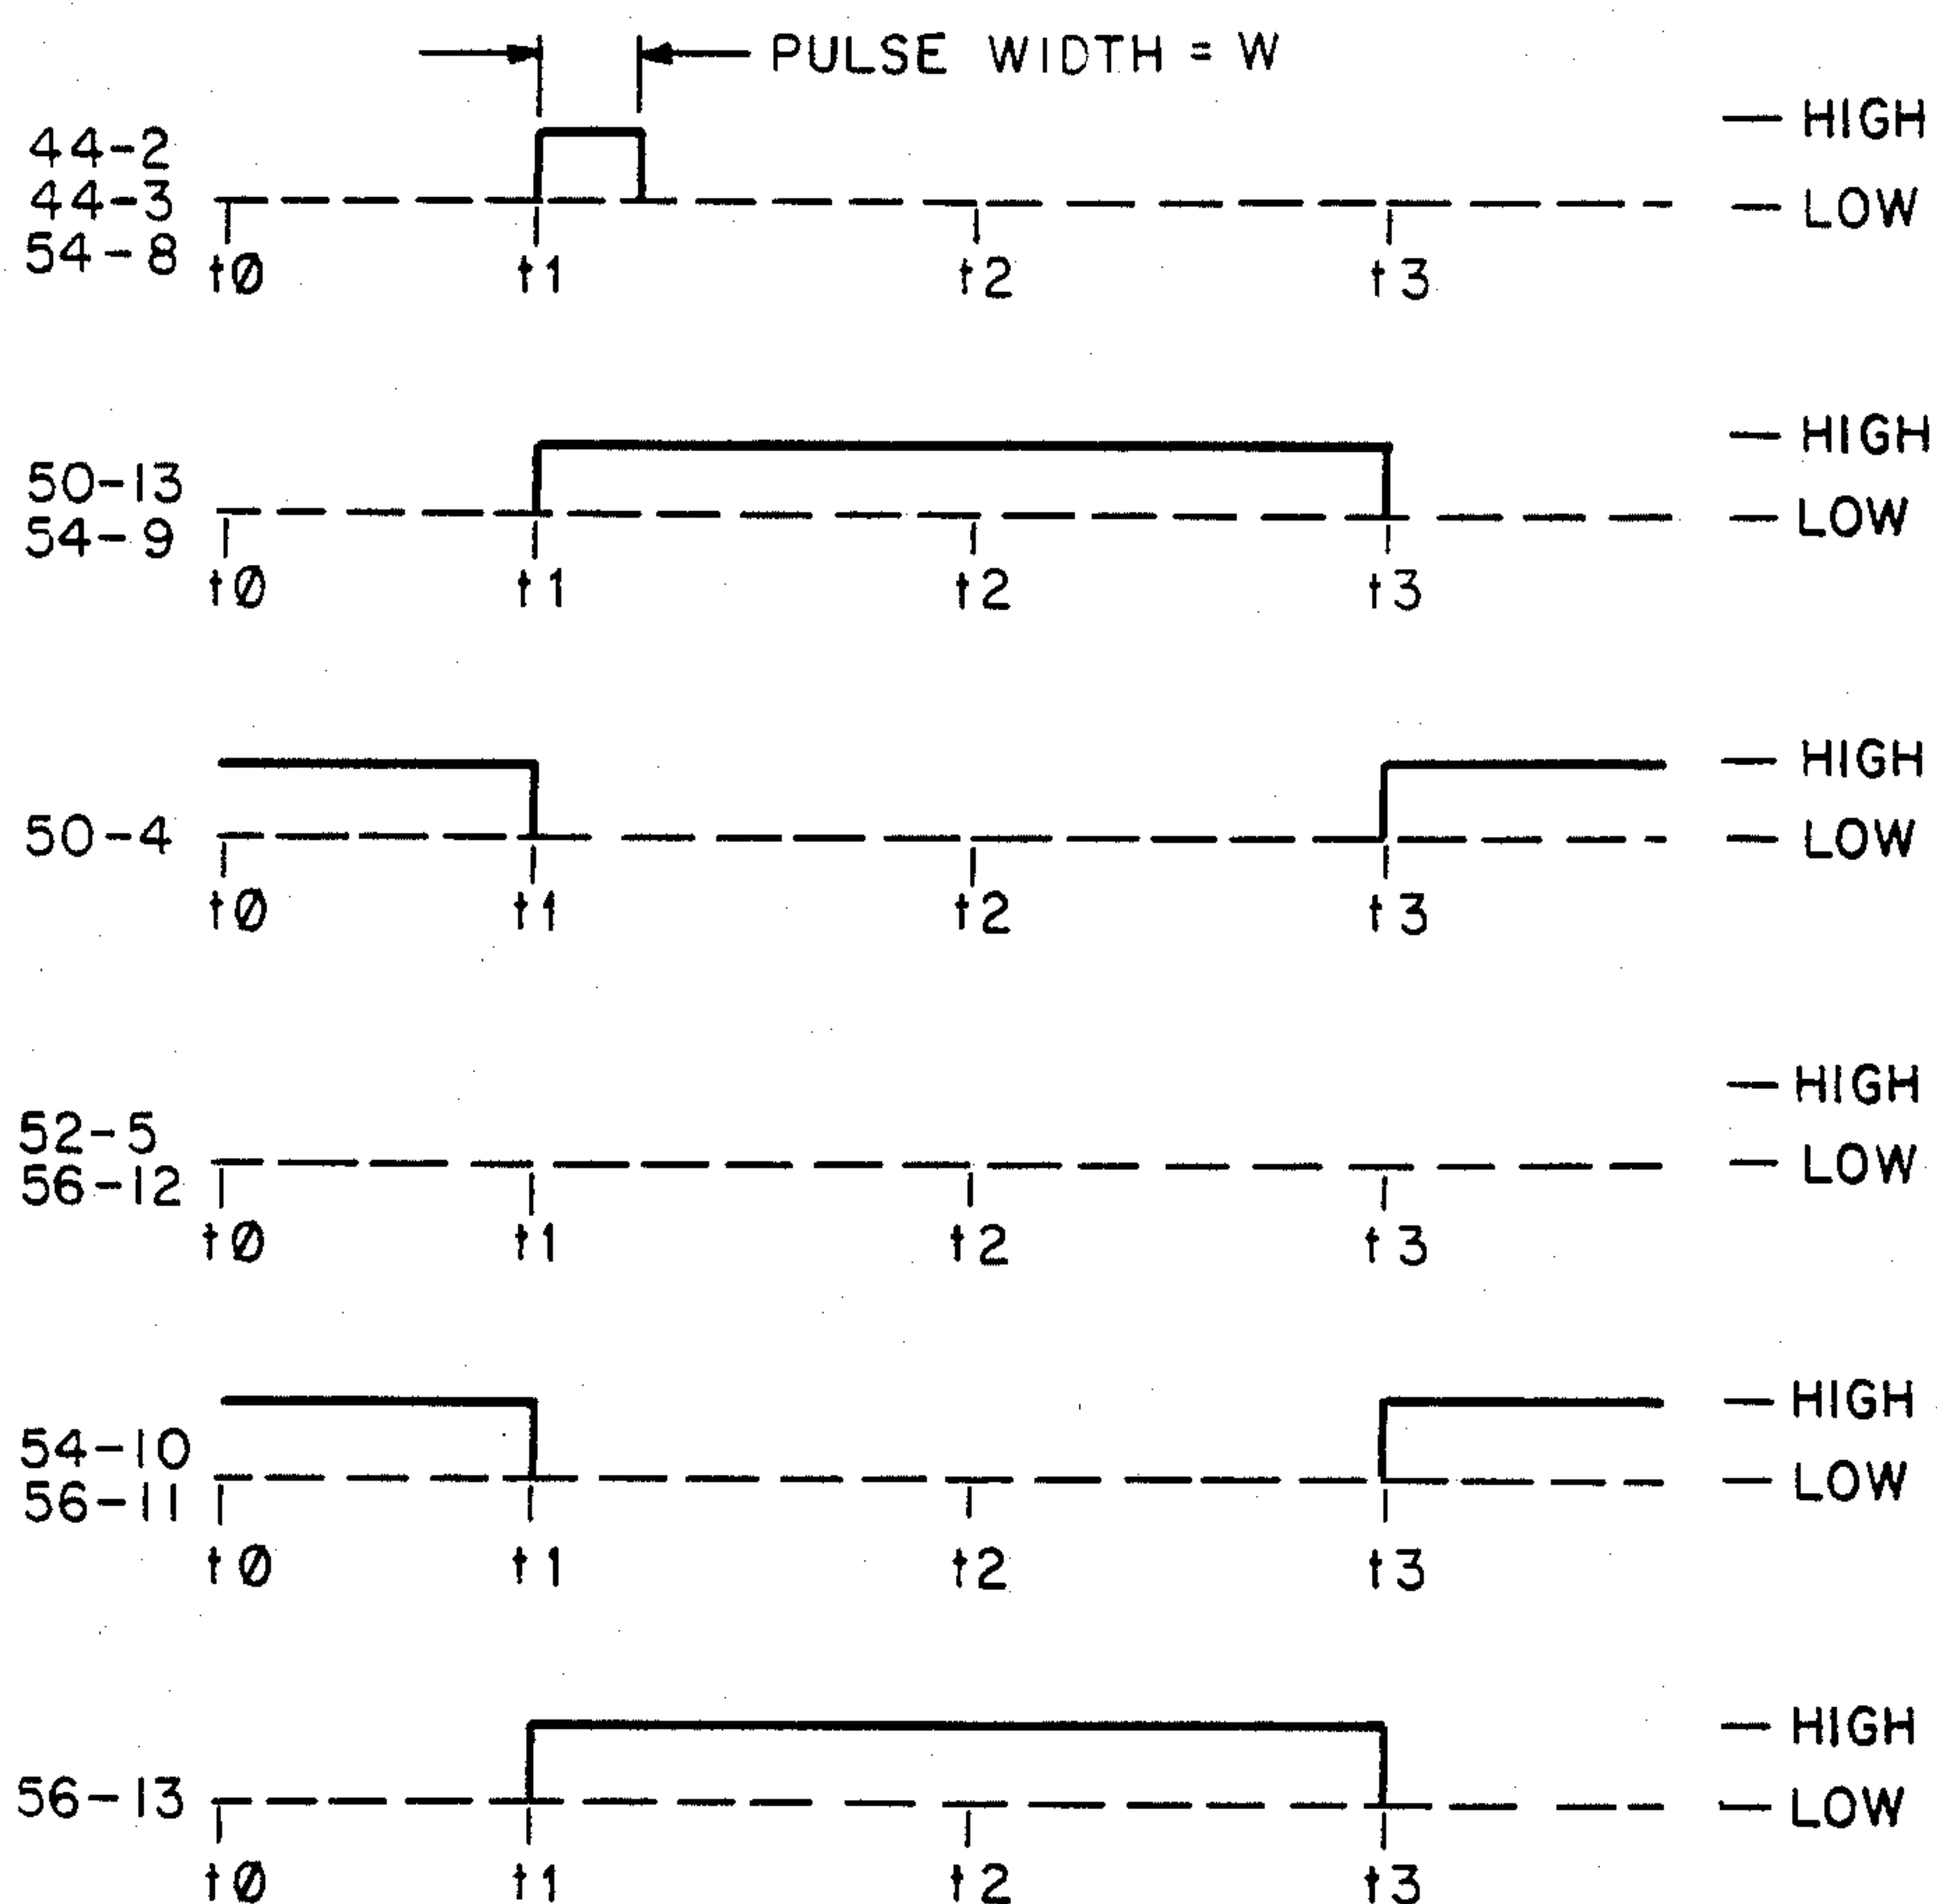 PULSE WIDTH = W
44-2
44-3
54-8
HIGH
LOW
t0 t1 t2 t3
50-13
54-9
HIGH
LOW
t0 t1 t2 t3
50-4
HIGH
LOW
t0 t1 t2 t3
52-5
56-12
HIGH
LOW
t0 t1 t2 t3
54-10
56-11
HIGH
LOW
t0 t1 t2 t3
56-13
HIGH
LOW
t0 t1 t2 t3